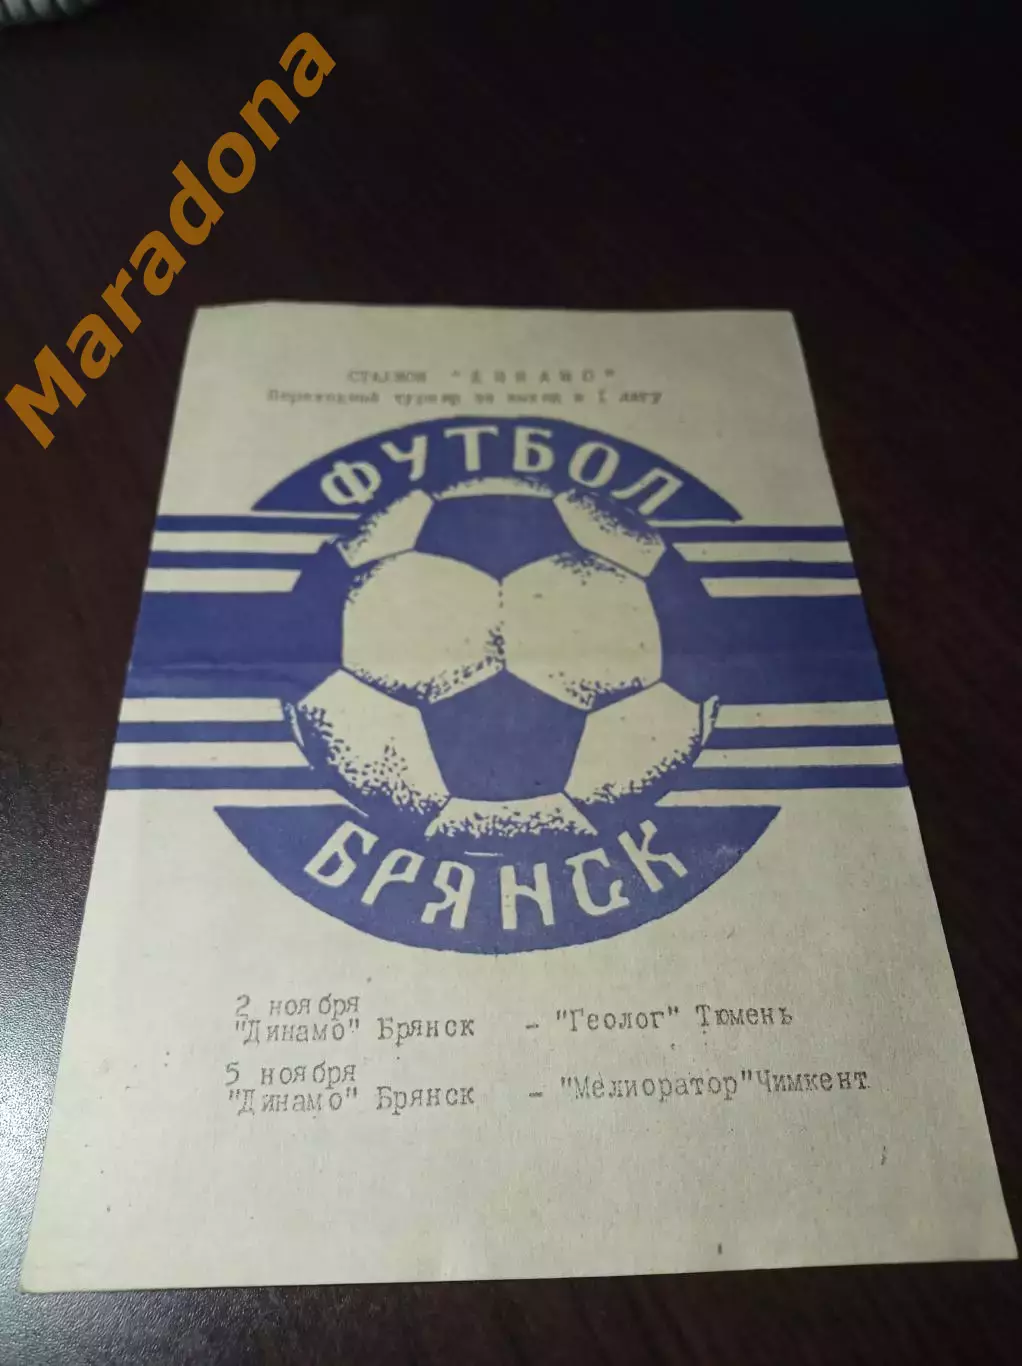 Maradona
СТАДИОН "ДИНАМО"
Переходный турнир за выход в I лигу
ФУТБОЛ
БРЯНСК
2 ноября
"Динамо" Брянск - "Геолог" Тюмень
5 ноября
"Динамо" Брянск - "Мелиоратор" Чимкент